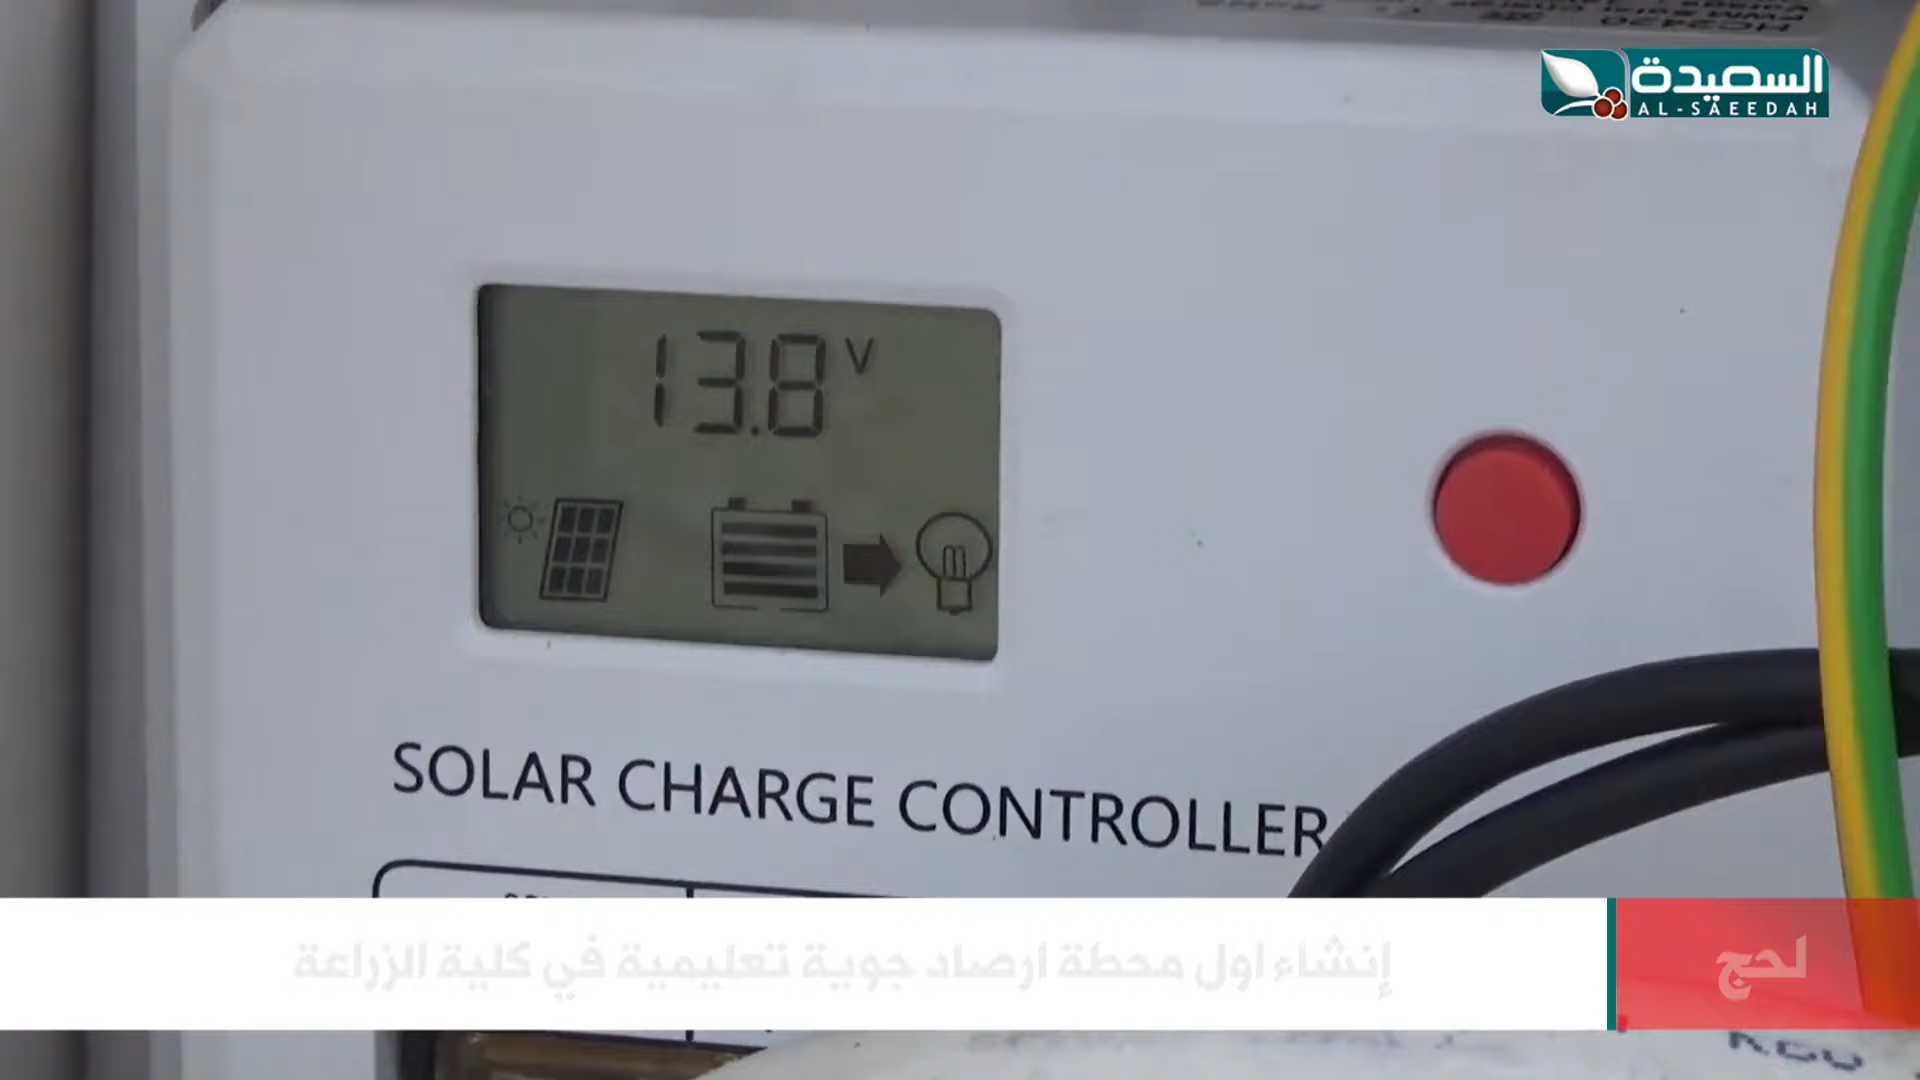 السعيدة
AL-SAEEDAH
13.8 V
SOLAR CHARGE CONTROLLER
إنشاء اول محطة ارصاد جوية تعليمية في كلية الزراعة
لحج